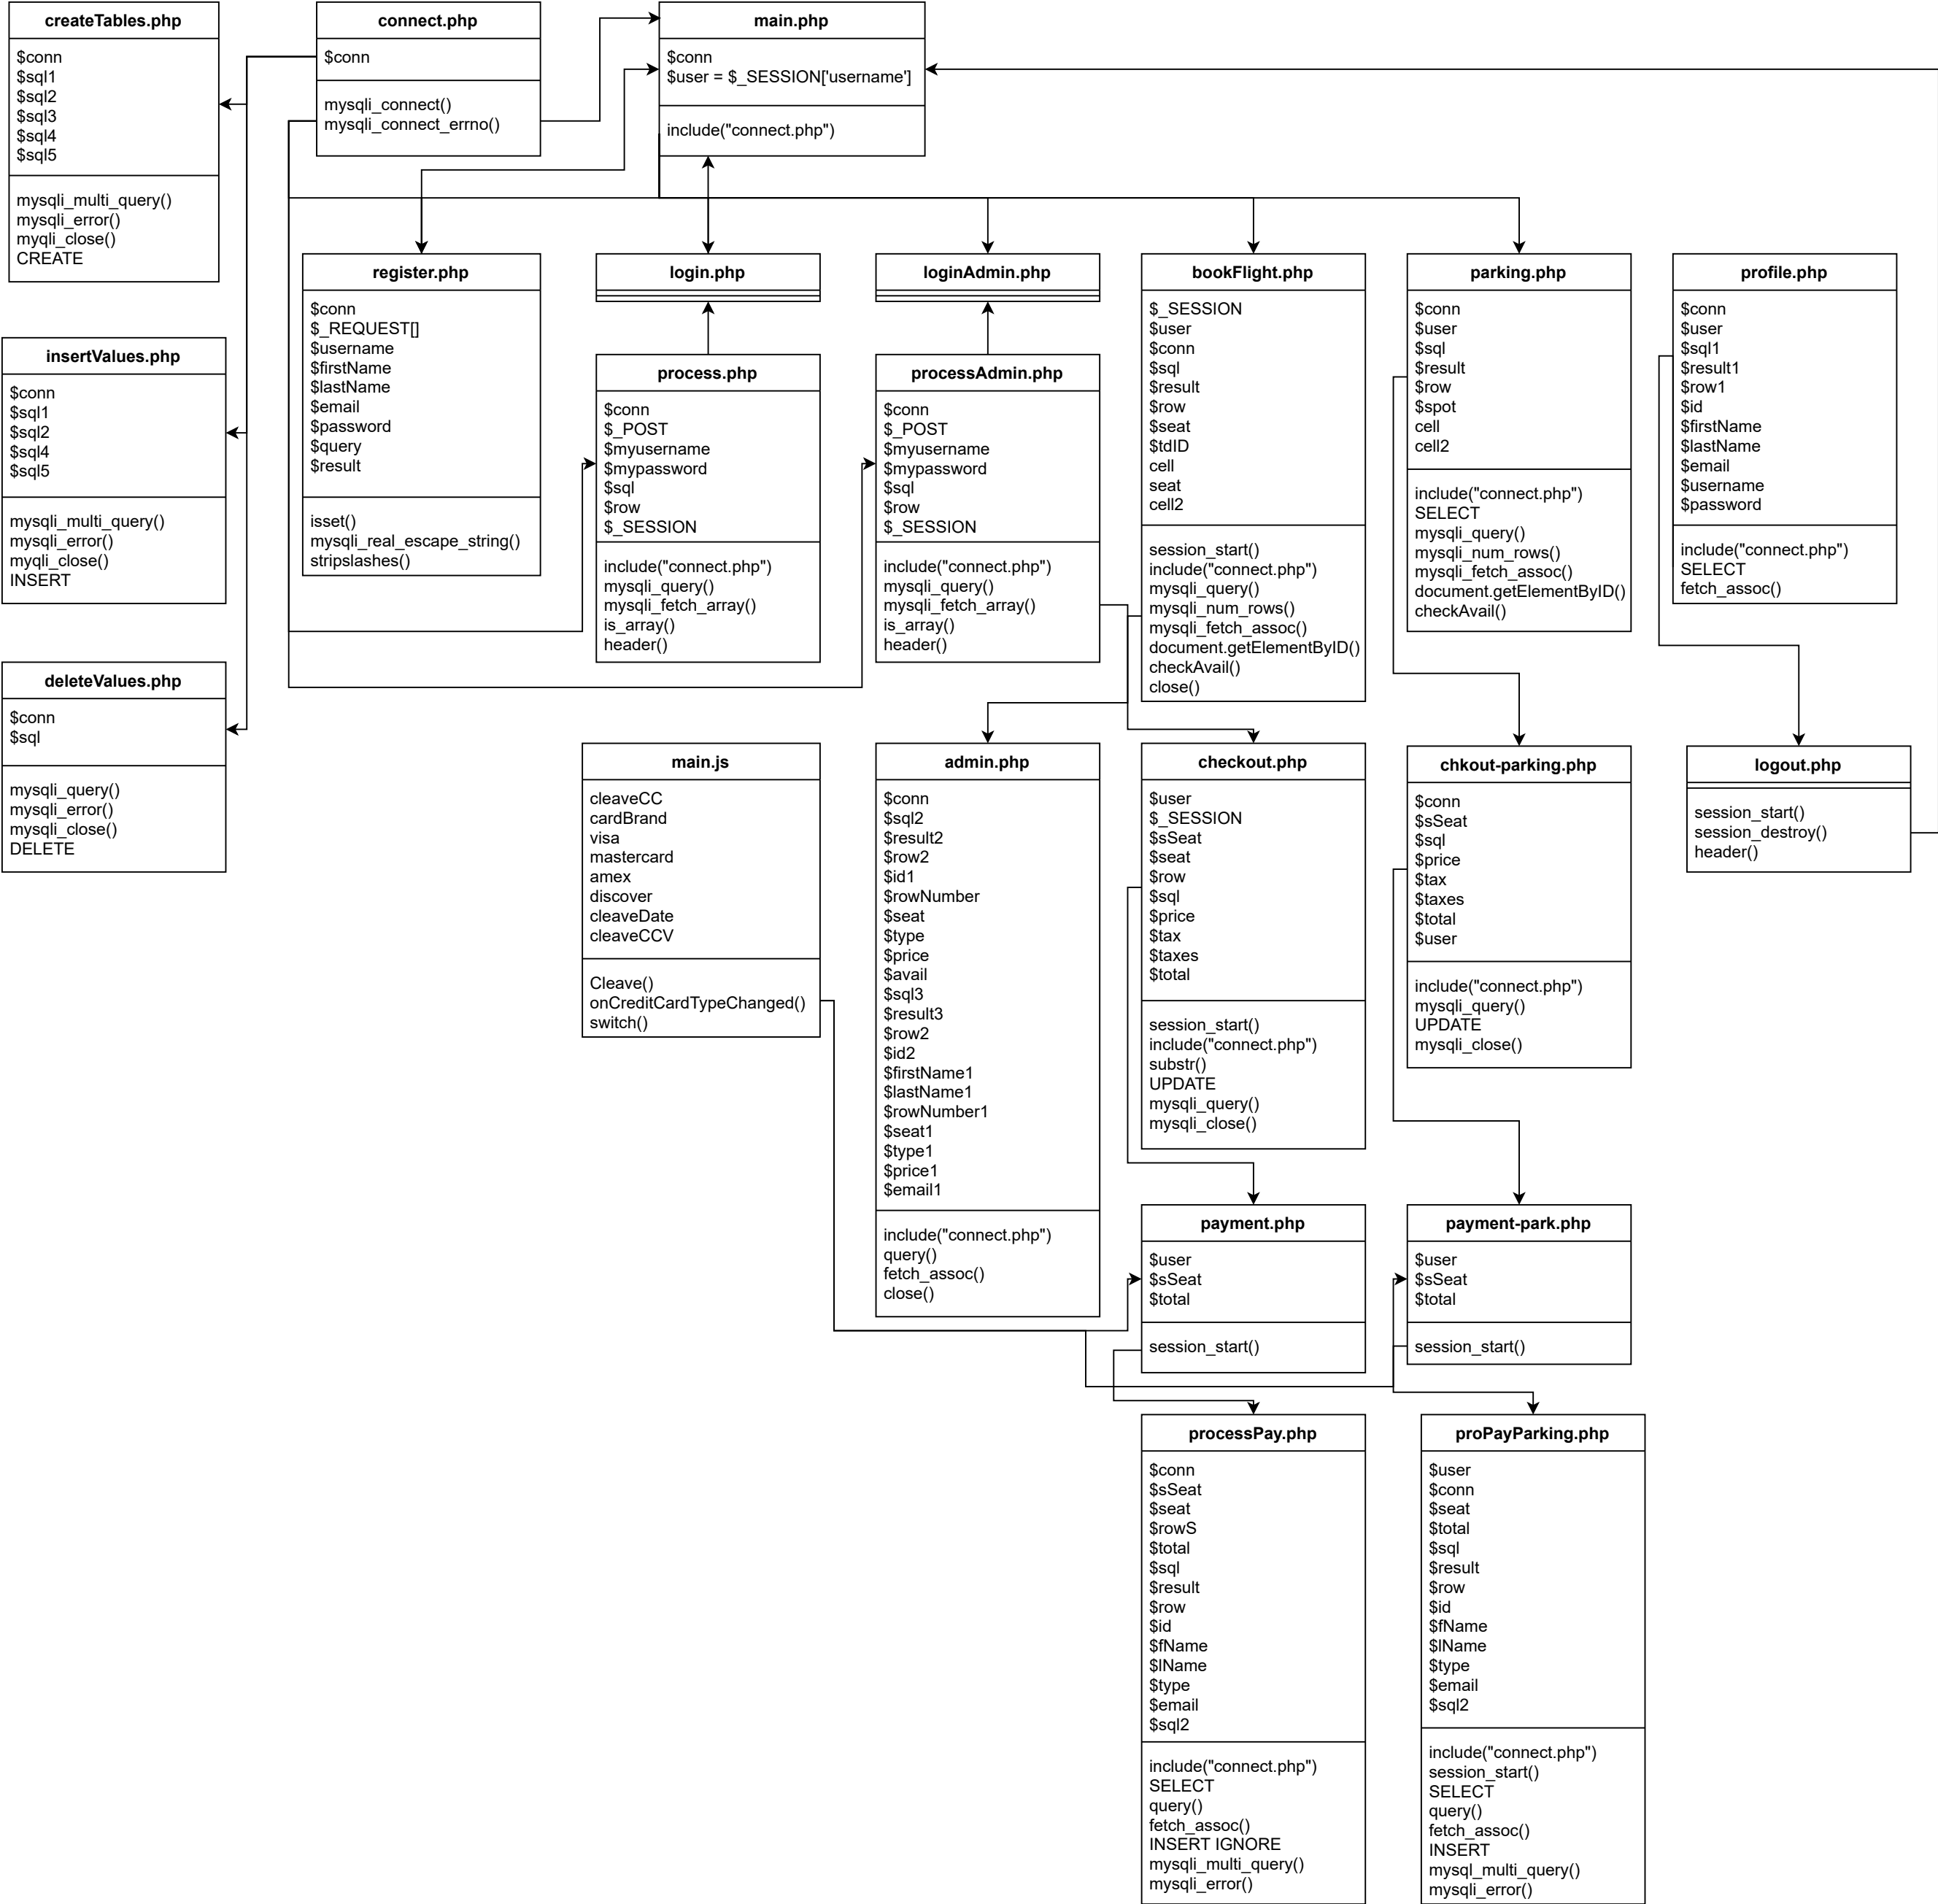 createTables.php
$conn
$sql1
$sql2
$sql3
$sql4
$sql5
mysqli_multi_query()
mysqli_error()
myqli_close()
CREATE
connect.php
$conn
mysqli_connect()
mysqli_connect_errno()
main.php
$conn
$user = $_SESSION['username']
include("connect.php")
insertValues.php
$conn
$sql1
$sql2
$sql4
$sql5
mysqli_multi_query()
mysqli_error()
myqli_close()
INSERT
deleteValues.php
$conn
$sql
mysqli_query()
mysqli_error()
mysqli_close()
DELETE
register.php
$conn
$_REQUEST[]
$username
$firstName
$lastName
$email
$password
$query
$result
isset()
mysqli_real_escape_string()
stripslashes()
login.php
process.php
$conn
$_POST
$myusername
$mypassword
$sql
$row
$_SESSION
include("connect.php")
mysqli_query()
mysqli_fetch_array()
is_array()
header()
loginAdmin.php
processAdmin.php
$conn
$_POST
$myusername
$mypassword
$sql
$row
$_SESSION
include("connect.php")
mysqli_query()
mysqli_fetch_array()
is_array()
header()
bookFlight.php
$_SESSION
$user
$conn
$sql
$result
$row
$seat
$tdID
cell
seat
cell2
session_start()
include("connect.php")
mysqli_query()
mysqli_num_rows()
mysqli_fetch_assoc()
document.getElementByID()
checkAvail()
close()
parking.php
$conn
$user
$sql
$result
$row
$spot
cell
cell2
include("connect.php")
SELECT
mysqli_query()
mysqli_num_rows()
mysqli_fetch_assoc()
document.getElementByID()
checkAvail()
profile.php
$conn
$user
$sql1
$result1
$row1
$id
$firstName
$lastName
$email
$username
$password
include("connect.php")
SELECT
fetch_assoc()
main.js
cleaveCC
cardBrand
visa
mastercard
amex
discover
cleaveDate
cleaveCCV
Cleave()
onCreditCardTypeChanged()
switch()
admin.php
$conn
$sql2
$result2
$row2
$id1
$rowNumber
$seat
$type
$price
$avail
$sql3
$result3
$row2
$id2
$firstName1
$lastName1
$rowNumber1
$seat1
$type1
$price1
$email1
include("connect.php")
query()
fetch_assoc()
close()
checkout.php
$user
$_SESSION
$sSeat
$seat
$row
$sql
$price
$tax
$taxes
$total
session_start()
include("connect.php")
substr()
UPDATE
mysqli_query()
mysqli_close()
chkout-parking.php
$conn
$sSeat
$sql
$price
$tax
$taxes
$total
$user
include("connect.php")
mysqli_query()
UPDATE
mysqli_close()
logout.php
session_start()
session_destroy()
header()
payment.php
$user
$sSeat
$total
session_start()
payment-park.php
$user
$sSeat
$total
session_start()
processPay.php
$conn
$sSeat
$seat
$rowS
$total
$sql
$result
$row
$id
$fName
$lName
$type
$email
$sql2
include("connect.php")
SELECT
query()
fetch_assoc()
INSERT IGNORE
mysqli_multi_query()
mysqli_error()
proPayParking.php
$user
$conn
$seat
$total
$sql
$result
$row
$id
$fName
$lName
$type
$email
$sql2
include("connect.php")
session_start()
SELECT
query()
fetch_assoc()
INSERT
mysql_multi_query()
mysqli_error()